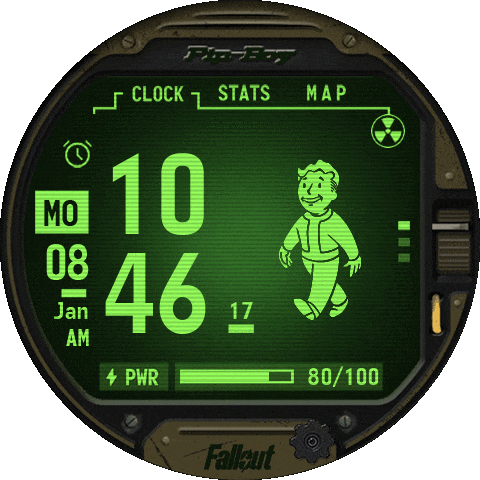 Pip-Boy
CLOCK STATS MAP
MO
08
Jan
AM
10
46
17
PWR 80/100
Fallout